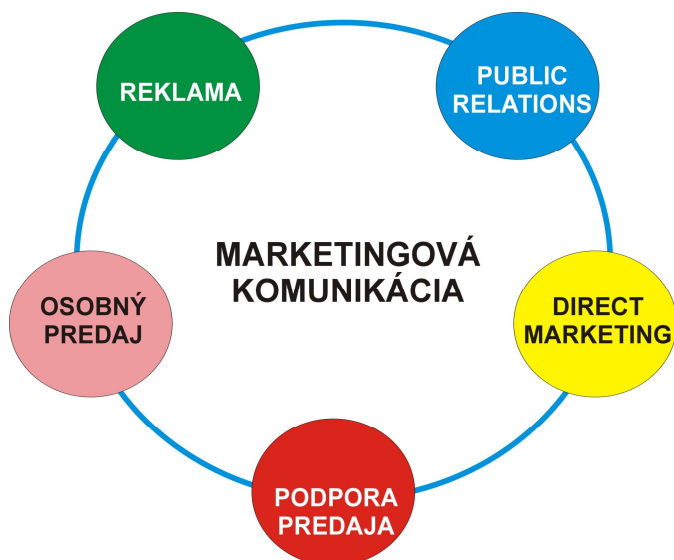 REKLAMA
PUBLIC
RELATIONS
MARKETINGOVÁ
KOMUNIKÁCIA
OSOBNÝ
PREDAJ
DIRECT
MARKETING
PODPORA
PREDAJA